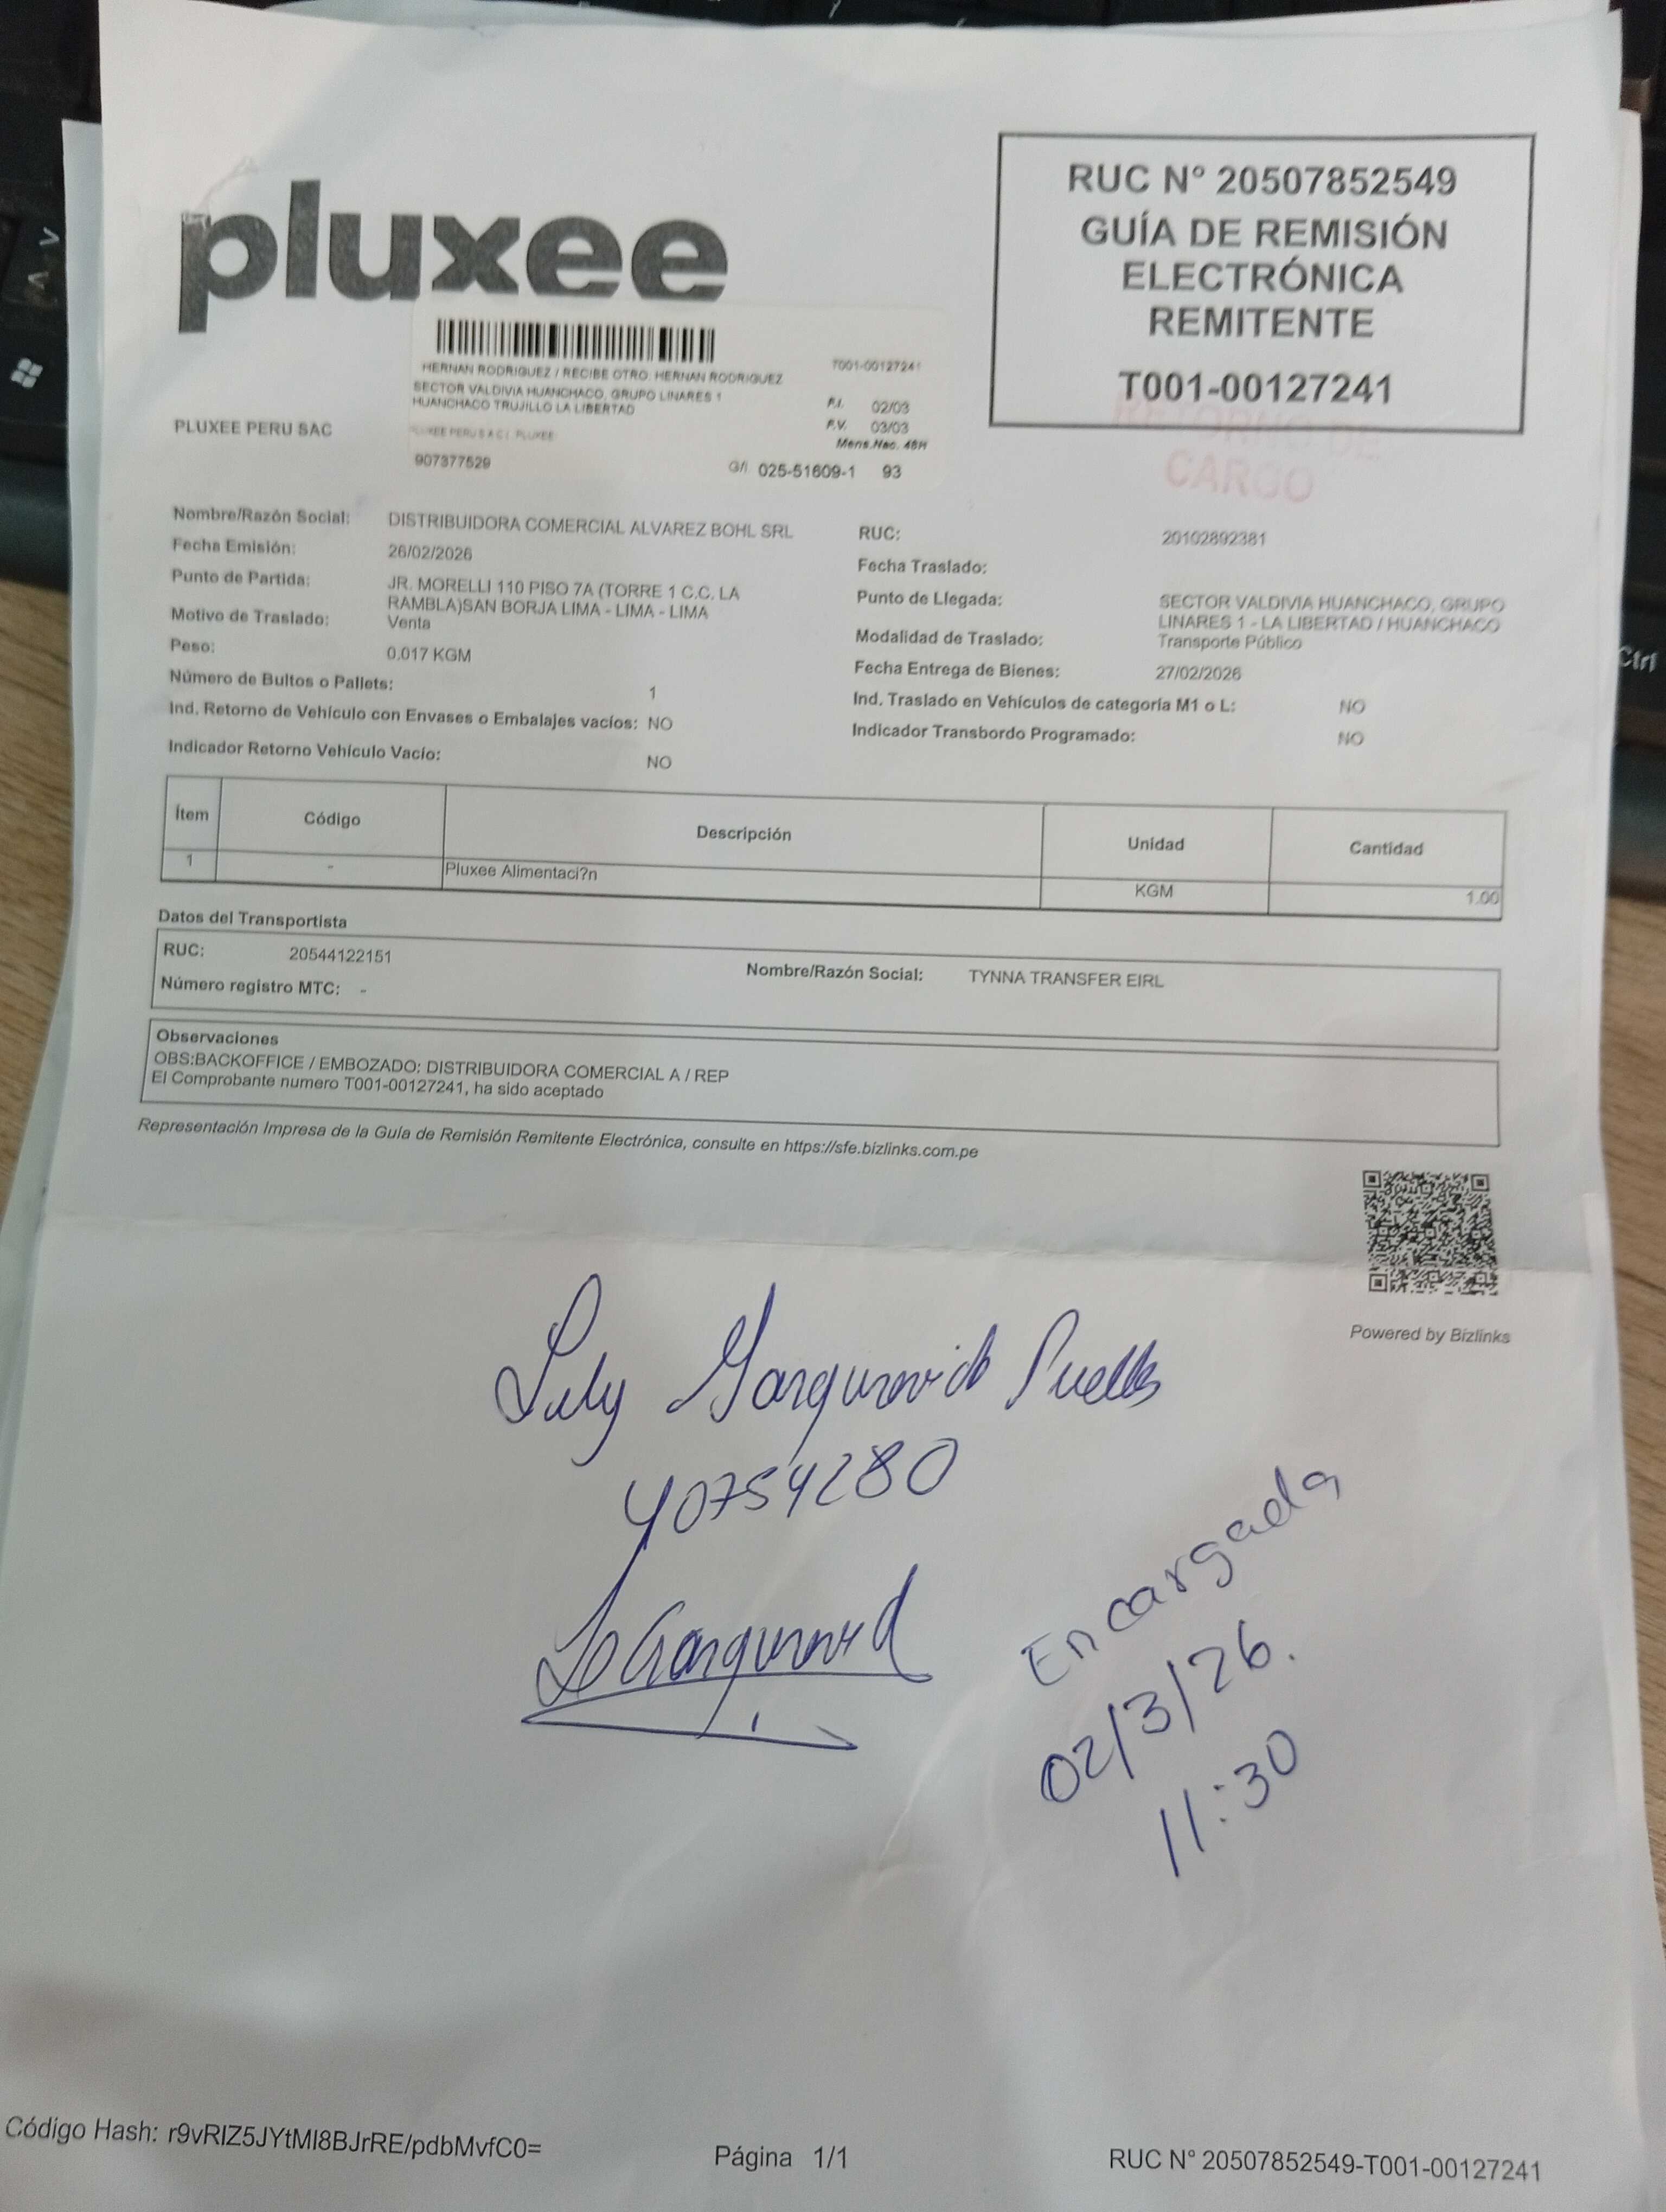 pluxee
RUC N° 20507852549
GUÍA DE REMISIÓN
ELECTRÓNICA
REMITENTE
T001-00127241
RETORNO DE
CARGO
HERNAN RODRIGUEZ / RECIBE OTRO: HERNAN RODRIGUEZ
T001-00127241
SECTOR VALDIVIA HUANCHACO, GRUPO LINARES 1
HUANCHACO TRUJILLO LA LIBERTAD
F.I. 02/03
F.V. 03/03
PLUXEE PERU S A C | PLUXEE
Mens.Nac. 48H
907377529
G/I 025-51609-1 93
PLUXEE PERU SAC
Nombre/Razón Social: DISTRIBUIDORA COMERCIAL ALVAREZ BOHL SRL
RUC: 20102892381
Fecha Emisión: 26/02/2026
Fecha Traslado:
Punto de Partida: JR. MORELLI 110 PISO 7A (TORRE 1 C.C. LA
RAMBLA)SAN BORJA LIMA - LIMA - LIMA
Punto de Llegada: SECTOR VALDIVIA HUANCHACO, GRUPO
LINARES 1 - LA LIBERTAD / HUANCHACO
Motivo de Traslado: Venta
Modalidad de Traslado: Transporte Público
Peso: 0.017 KGM
Fecha Entrega de Bienes: 27/02/2026
Número de Bultos o Pallets: 1
Ind. Traslado en Vehículos de categoría M1 o L: NO
Ind. Retorno de Vehículo con Envases o Embalajes vacíos: NO
Indicador Transbordo Programado: NO
Indicador Retorno Vehículo Vacío: NO
Ítem Código Descripción Unidad Cantidad
1 - Pluxee Alimentaci?n KGM 1.00
Datos del Transportista
RUC: 20544122151
Nombre/Razón Social: TYNNA TRANSFER EIRL
Número registro MTC: -
Observaciones
OBS:BACKOFFICE / EMBOZADO: DISTRIBUIDORA COMERCIAL A / REP
El Comprobante numero T001-00127241, ha sido aceptado
Representación Impresa de la Guía de Remisión Remitente Electrónica, consulte en https://sfe.bizlinks.com.pe
Powered by Bizlinks
Lily Gargurevich Puelles
40754280
Encargada
02/3/26.
11:30
Código Hash: r9vRIZ5JYtMI8BJrRE/pdbMvfC0=
Página 1/1
RUC N° 20507852549-T001-00127241
Ctrl